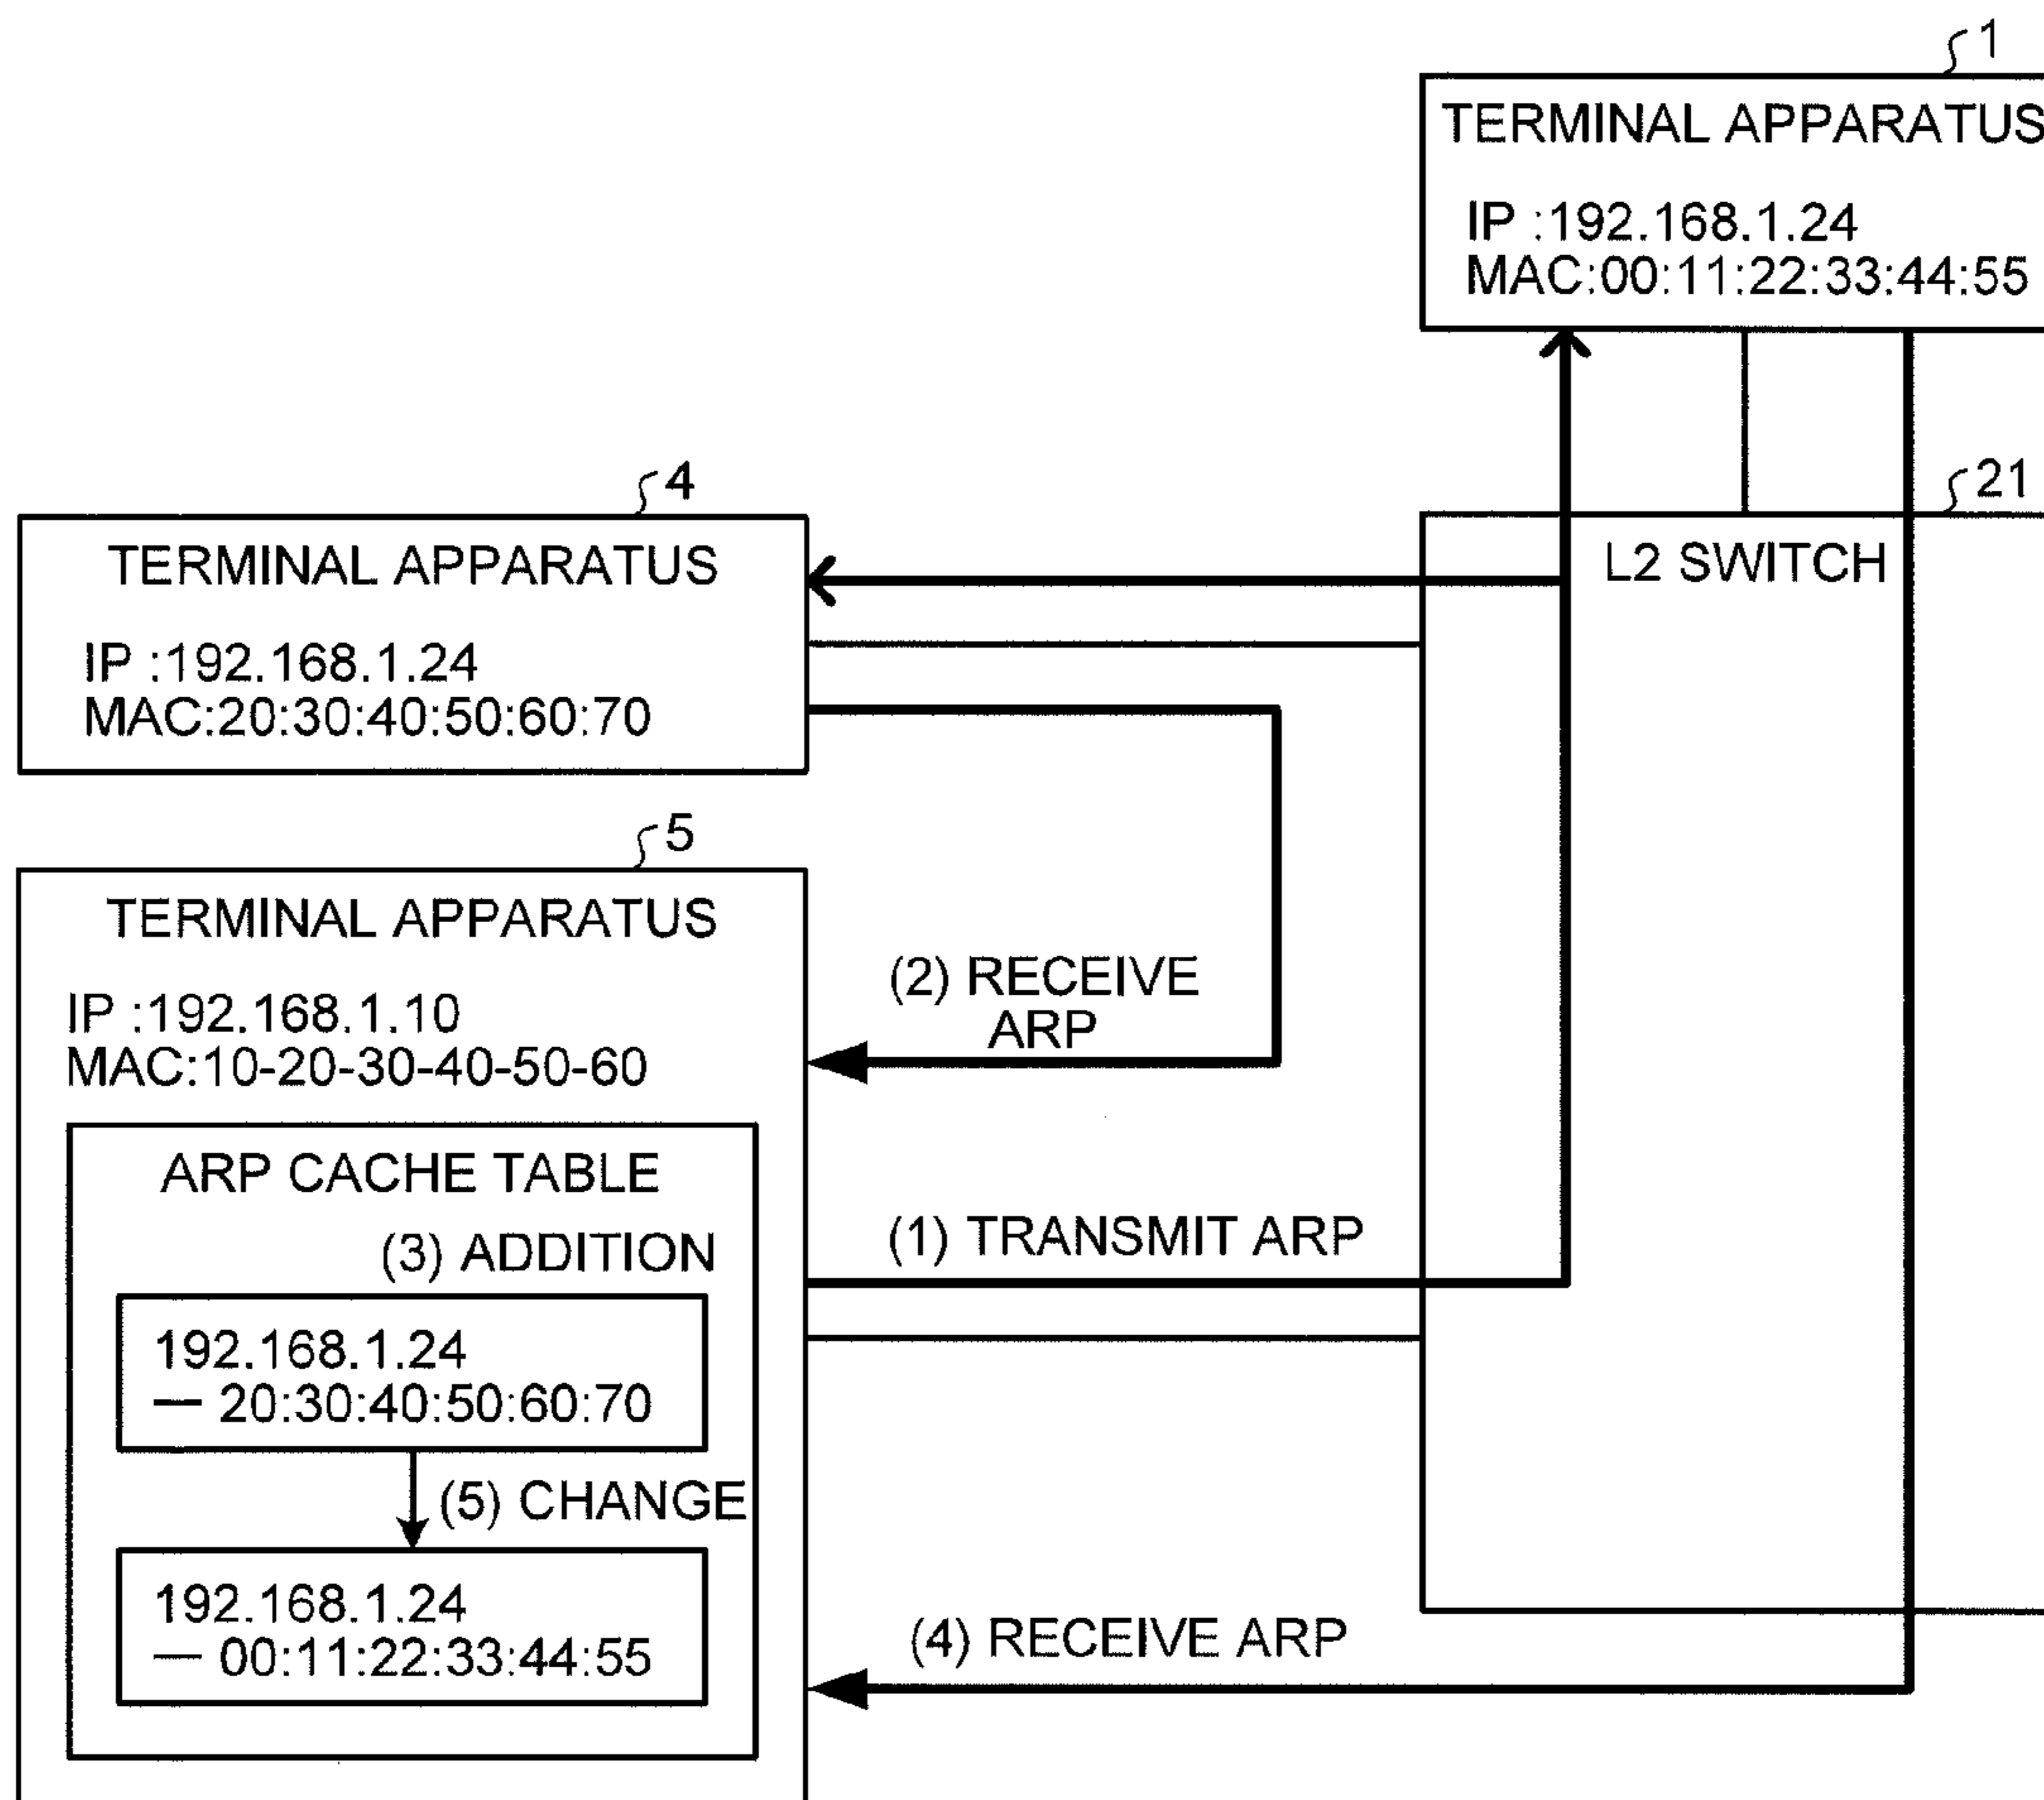 1
TERMINAL APPARATUS
IP :192.168.1.24
MAC:00:11:22:33:44:55
4
TERMINAL APPARATUS
IP :192.168.1.24
MAC:20:30:40:50:60:70
21
L2 SWITCH
5
TERMINAL APPARATUS
IP :192.168.1.10
MAC:10-20-30-40-50-60
(2) RECEIVE
ARP
ARP CACHE TABLE
(3) ADDITION
(1) TRANSMIT ARP
192.168.1.24
— 20:30:40:50:60:70
(5) CHANGE
192.168.1.24
— 00:11:22:33:44:55
(4) RECEIVE ARP